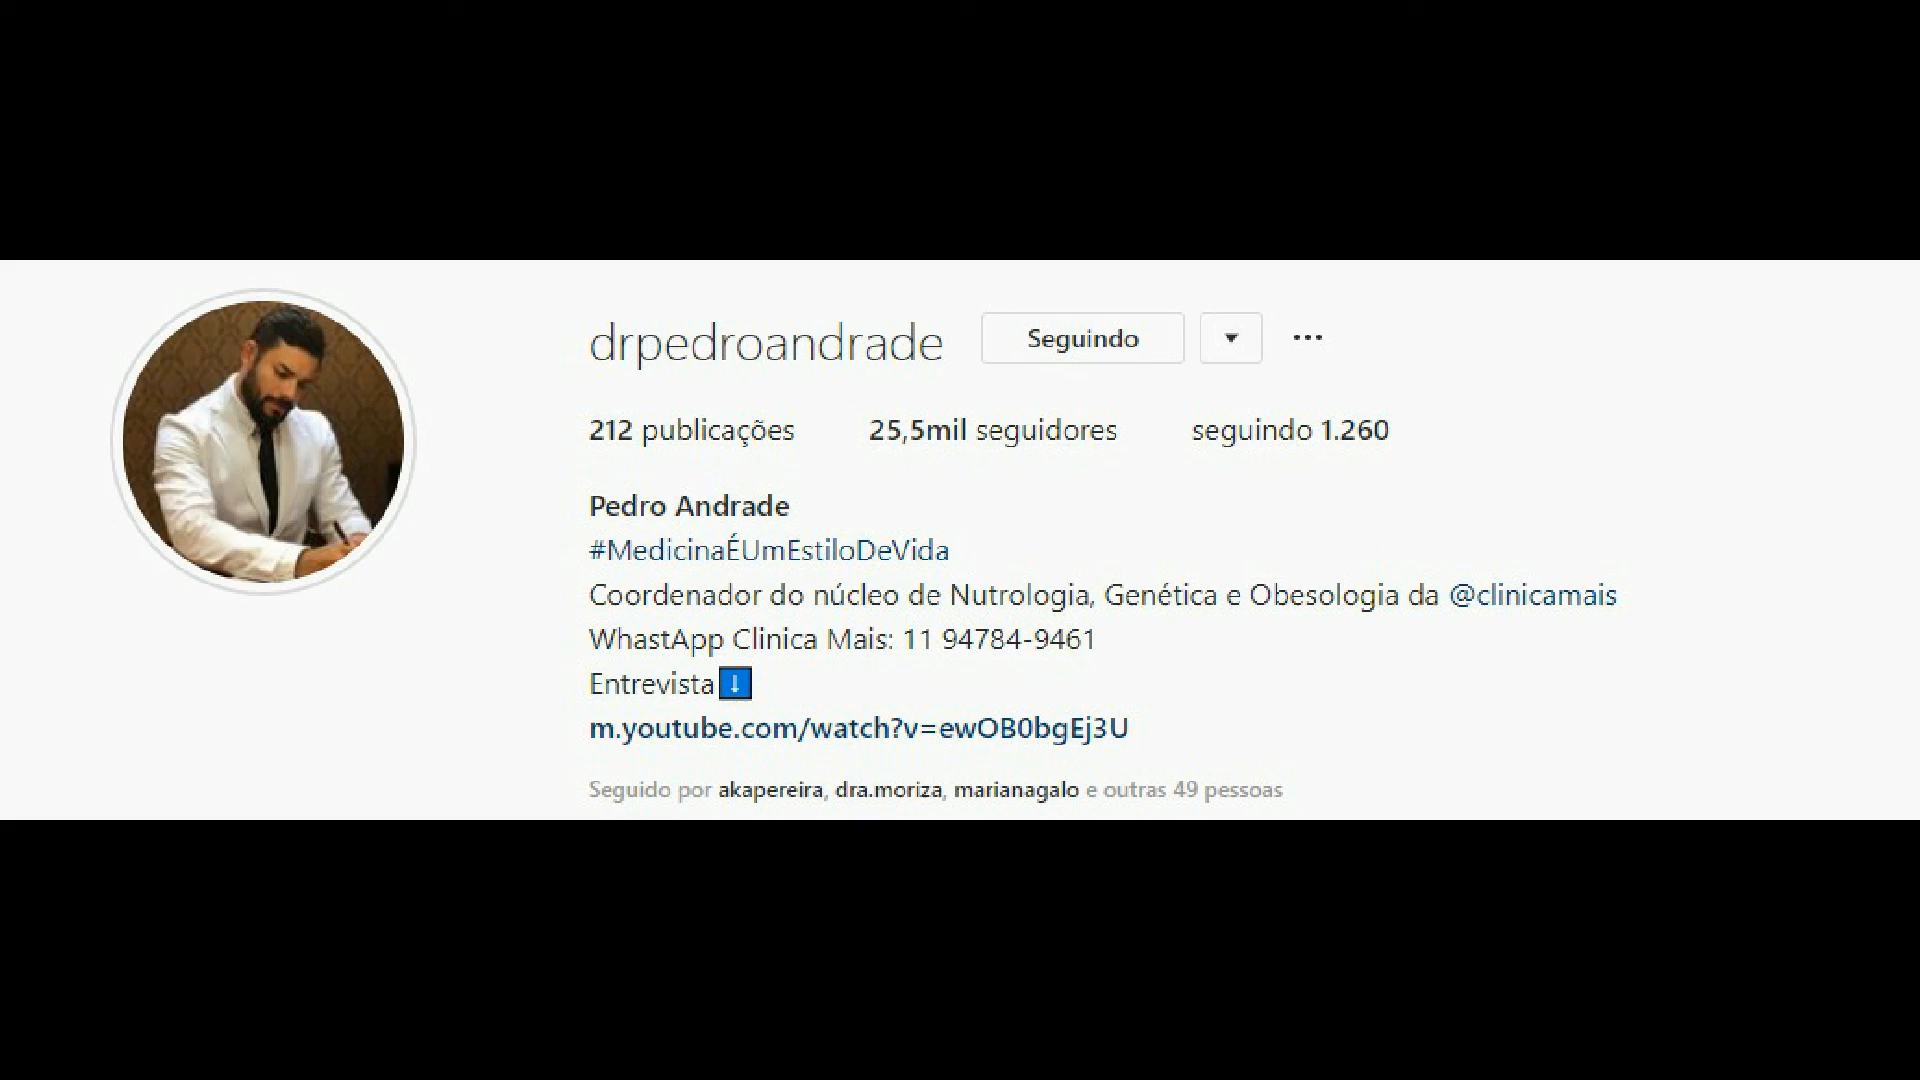 drpedroandrade Seguindo
212 publicações 25,5mil seguidores seguindo 1.260
Pedro Andrade
#MedicinaÉUmEstiloDeVida
Coordenador do núcleo de Nutrologia, Genética e Obesologia da @clinicamais
WhastApp Clinica Mais: 11 94784-9461
Entrevista⬇️
m.youtube.com/watch?v=ewOB0bgEj3U
Seguido por akapereira, dra.moriza, marianagalo e outras 49 pessoas